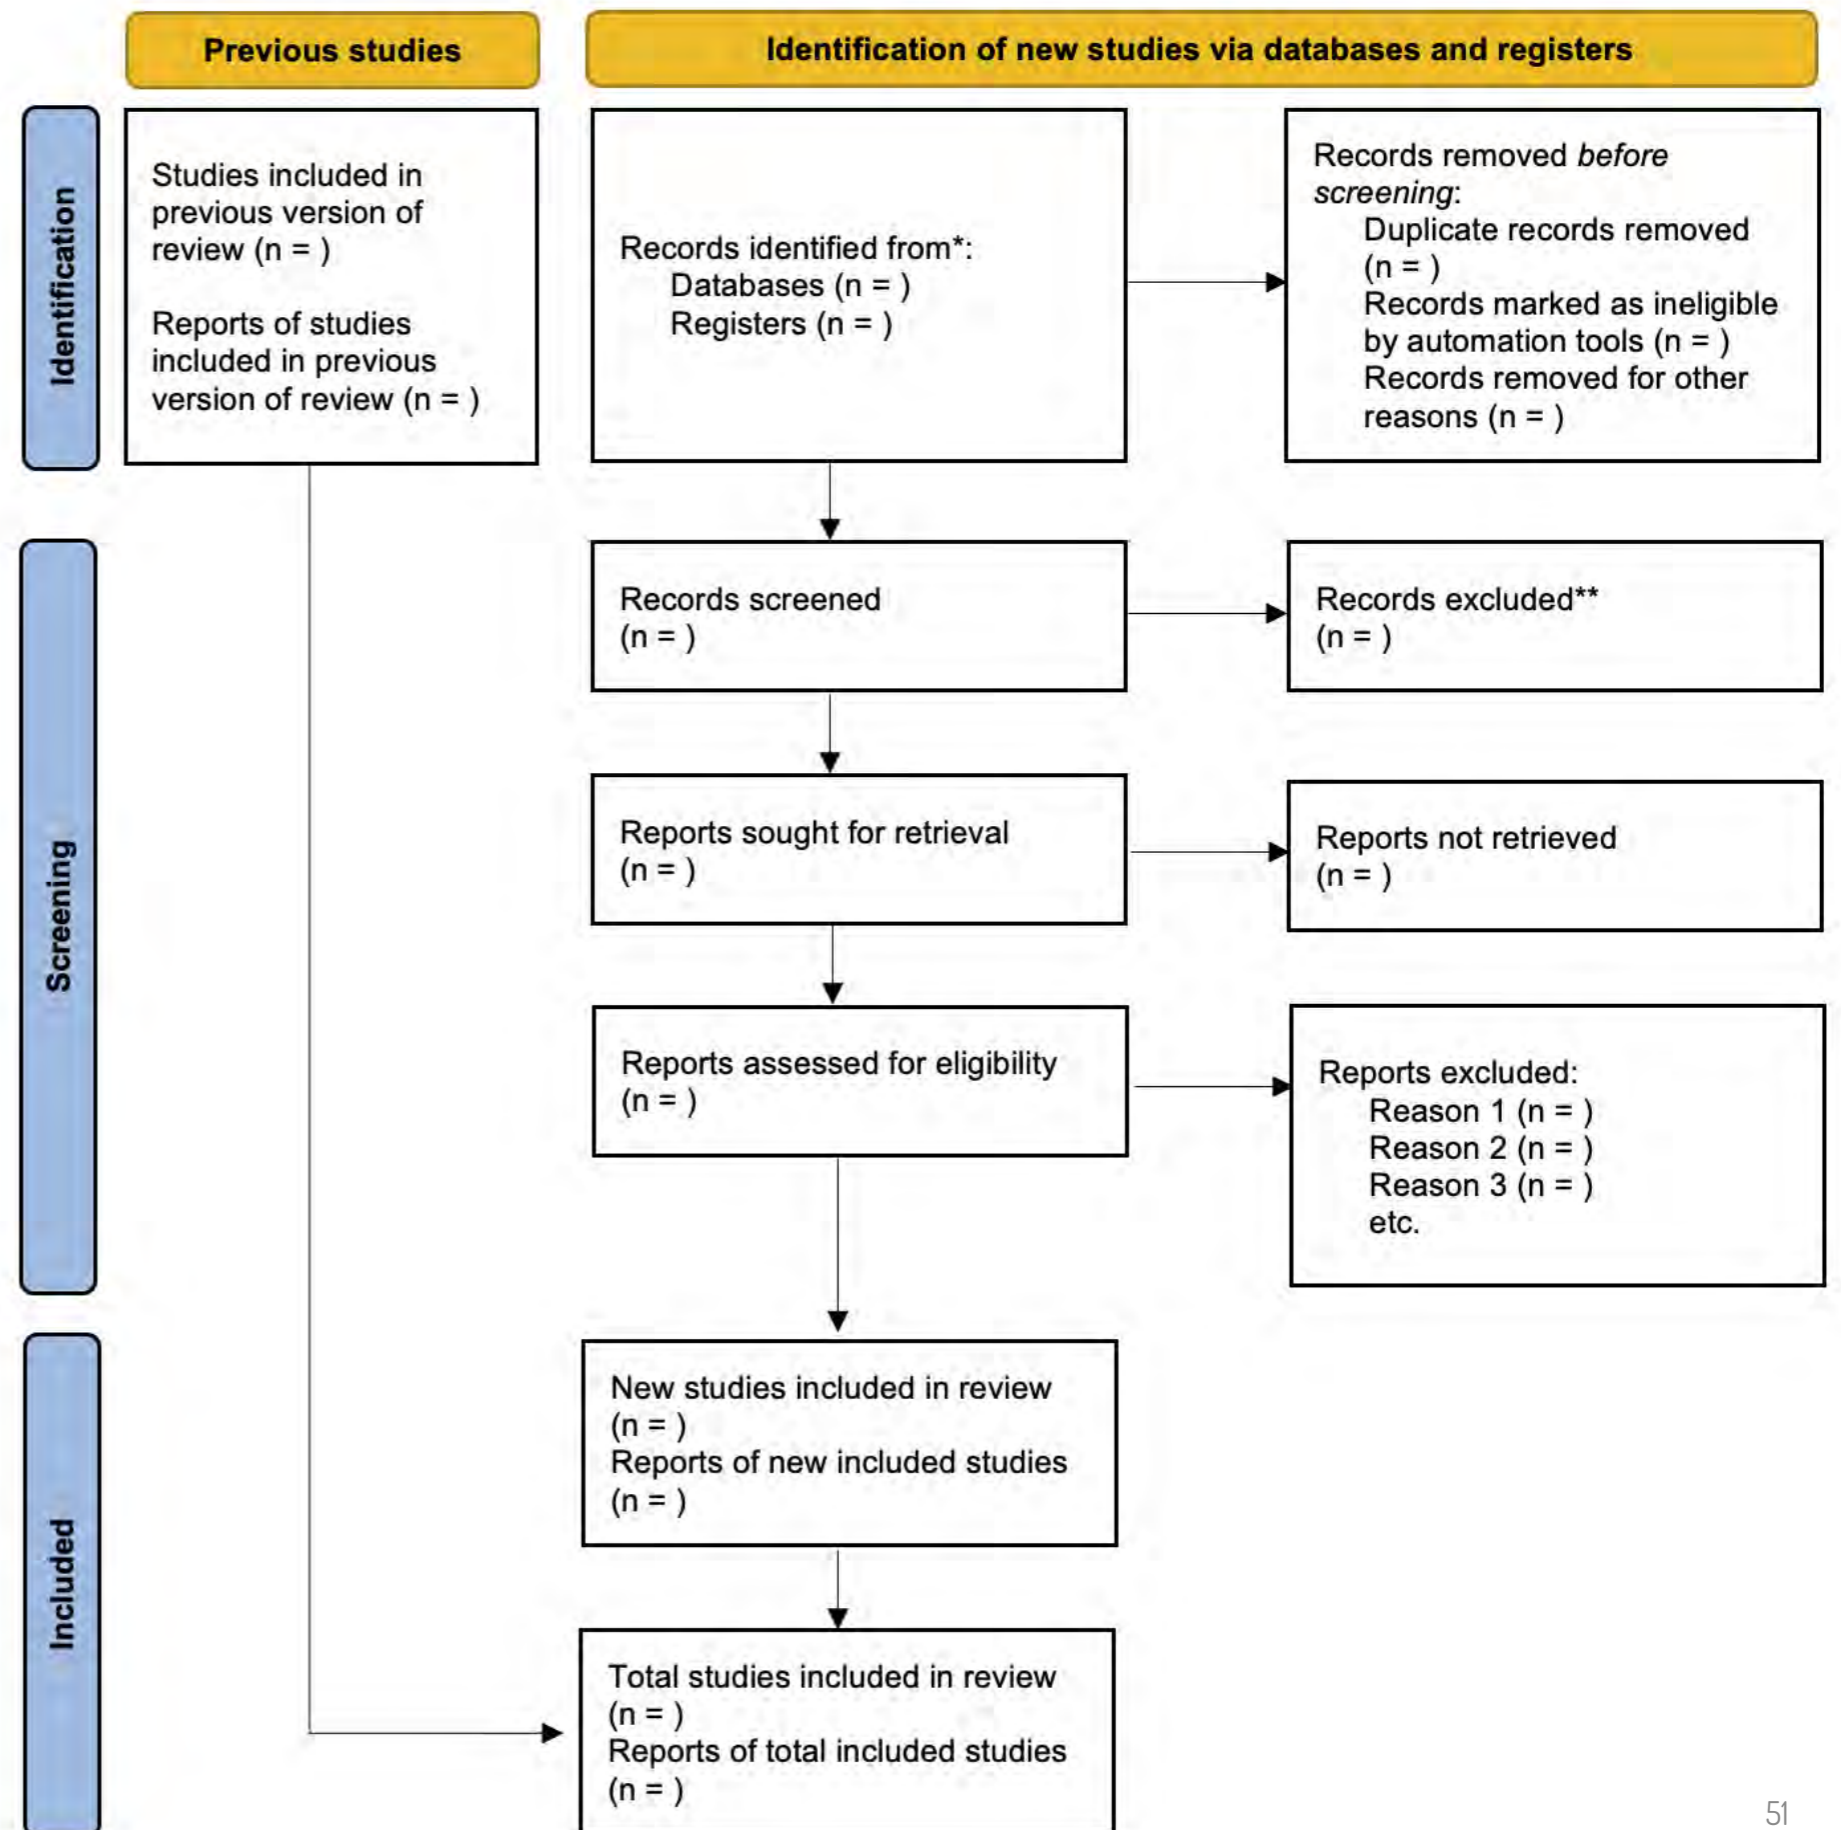 Previous studies
Identification of new studies via databases and registers
Identification
Studies included in
previous version of
review (n = )
Reports of studies
included in previous
version of review (n = )
Records identified from*:
Databases (n = )
Registers (n = )
Records removed before
screening:
Duplicate records removed
(n = )
Records marked as ineligible
by automation tools (n = )
Records removed for other
reasons (n = )
Screening
Records screened
(n = )
Records excluded**
(n = )
Reports sought for retrieval
(n = )
Reports not retrieved
(n = )
Reports assessed for eligibility
(n = )
Reports excluded:
Reason 1 (n = )
Reason 2 (n = )
Reason 3 (n = )
etc.
Included
New studies included in review
(n = )
Reports of new included studies
(n = )
Total studies included in review
(n = )
Reports of total included studies
(n = )
51